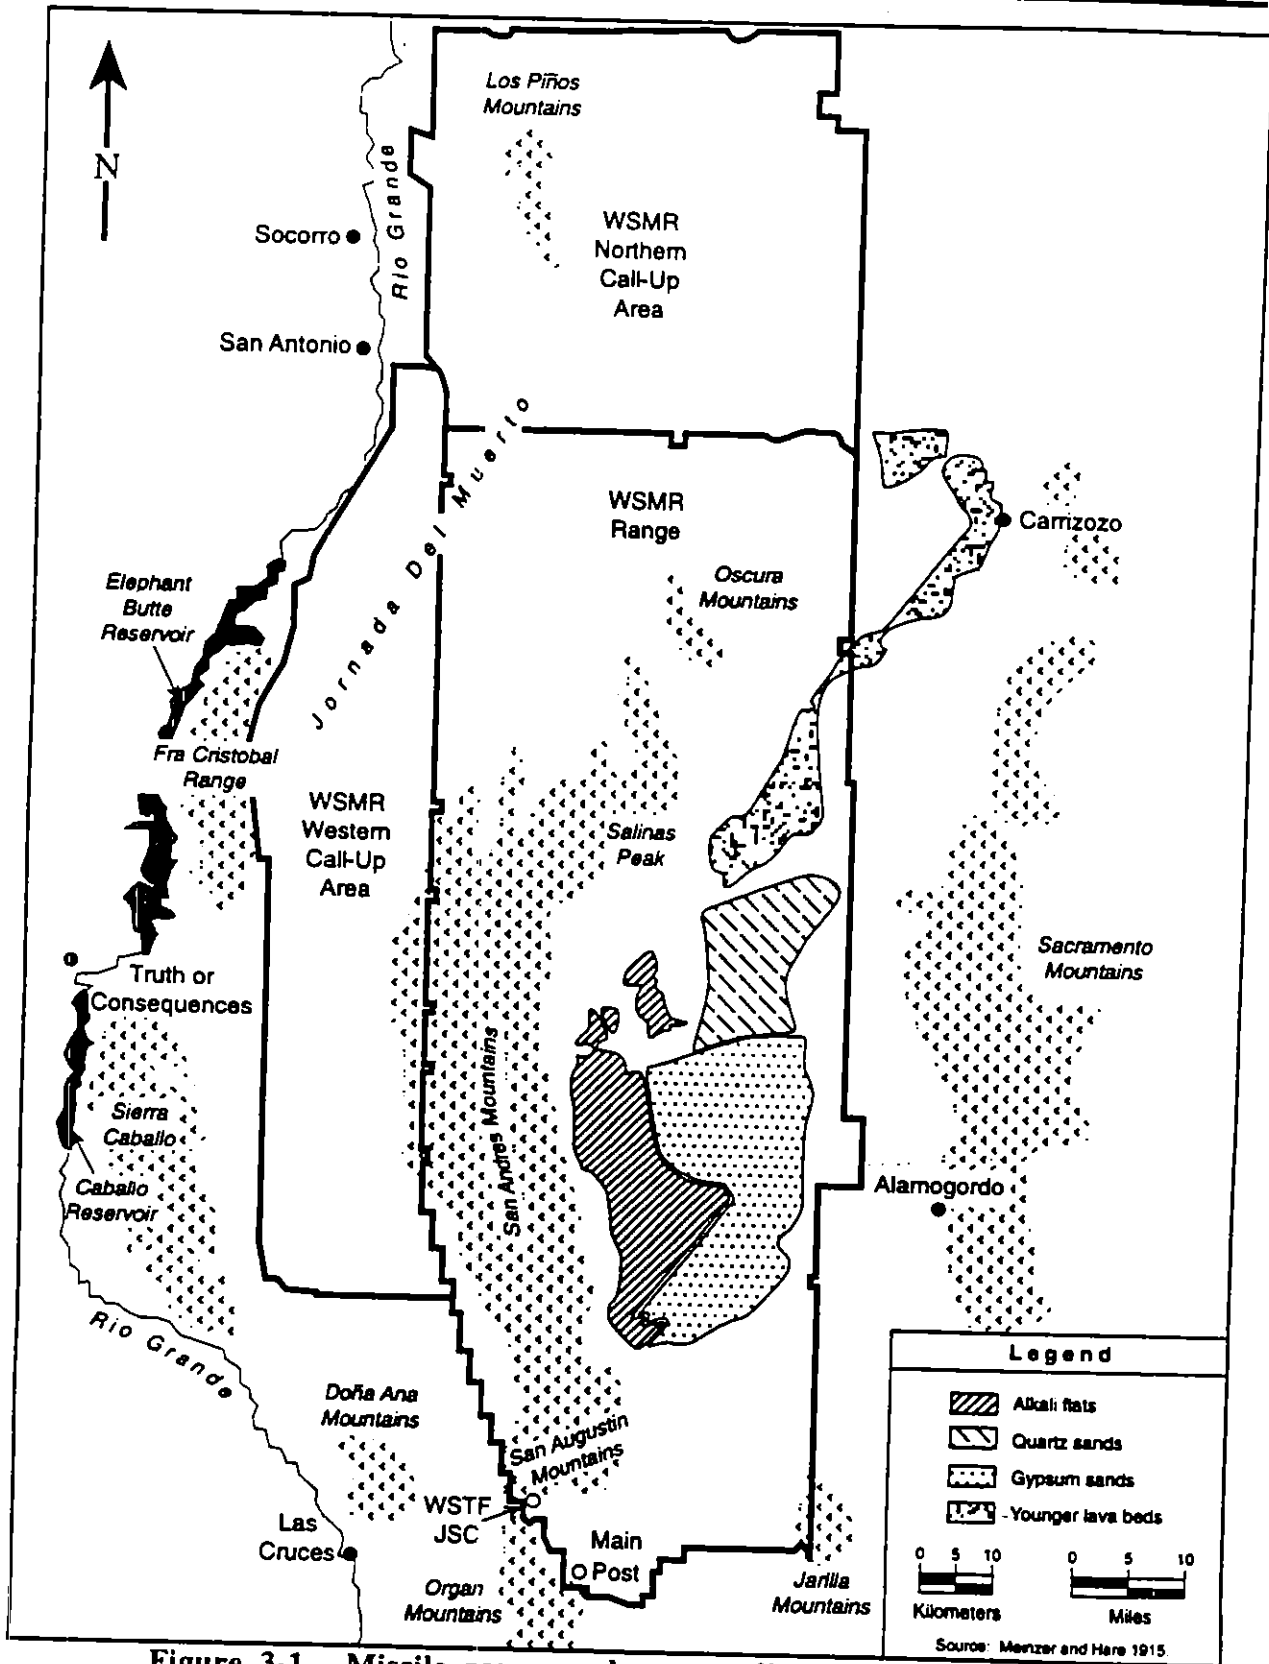 Los Piños
Mountains
N
Rio Grande
Socorro
WSMR
Northern
Call-Up
Area
San Antonio
Jornada Del Muerto
WSMR
Range
Carrizozo
Oscura
Mountains
Elephant
Butte
Reservoir
Fra Cristobal
Range
WSMR
Western
Call-Up
Area
Salinas
Peak
Sacramento
Mountains
Truth or
Consequences
San Andres Mountains
Sierra
Caballo
Caballo
Reservoir
Alamogordo
Rio Grande
Doña Ana
Mountains
San Augustin
Mountains
WSTF
JSC
Las
Cruces
Main
Post
Organ
Mountains
Jarilla
Mountains
Legend
Alkali flats
Quartz sands
Gypsum sands
Younger lava beds
0 5 10
Kilometers
0 5 10
Miles
Source: Meinzer and Hare 1915.
Figure 3-1. Missile